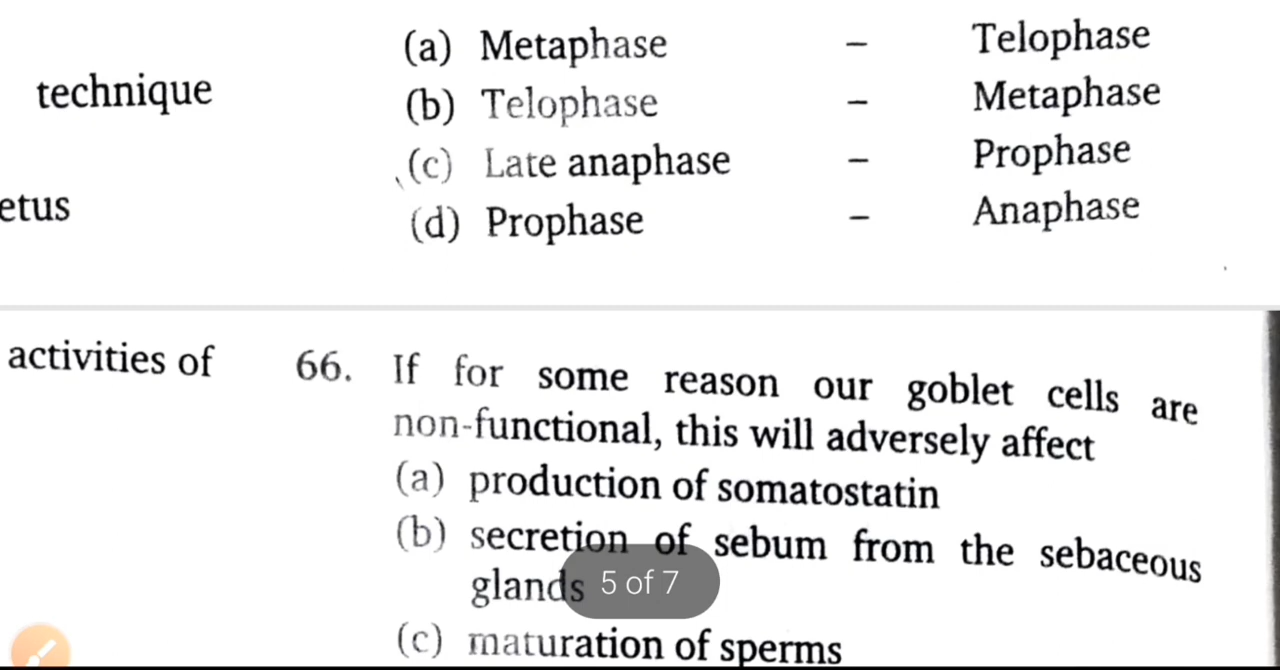 technique
etus
(a) Metaphase – Telophase
(b) Telophase – Metaphase
(c) Late anaphase – Prophase
(d) Prophase – Anaphase
activities of
66. If for some reason our goblet cells are
non-functional, this will adversely affect
(a) production of somatostatin
(b) secretion of sebum from the sebaceous
glands
5 of 7
(c) maturation of sperms